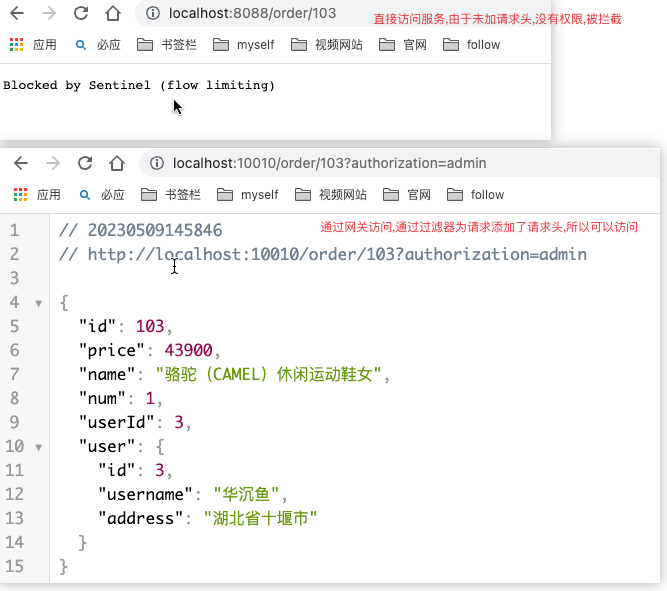 localhost:8088/order/103
直接访问服务,由于未加请求头,没有权限,被拦截
应用 必应 书签栏 myself 视频网站 官网 follow
Blocked by Sentinel (flow limiting)
localhost:10010/order/103?authorization=admin
应用 必应 书签栏 myself 视频网站 官网 follow
通过网关访问,通过过滤器为请求添加了请求头,所以可以访问
1 // 20230509145846
2 // http://localhost:10010/order/103?authorization=admin
3
4 {
5 "id": 103,
6 "price": 43900,
7 "name": "骆驼（CAMEL）休闲运动鞋女",
8 "num": 1,
9 "userId": 3,
10 "user": {
11 "id": 3,
12 "username": "华沉鱼",
13 "address": "湖北省十堰市"
14 }
15 }